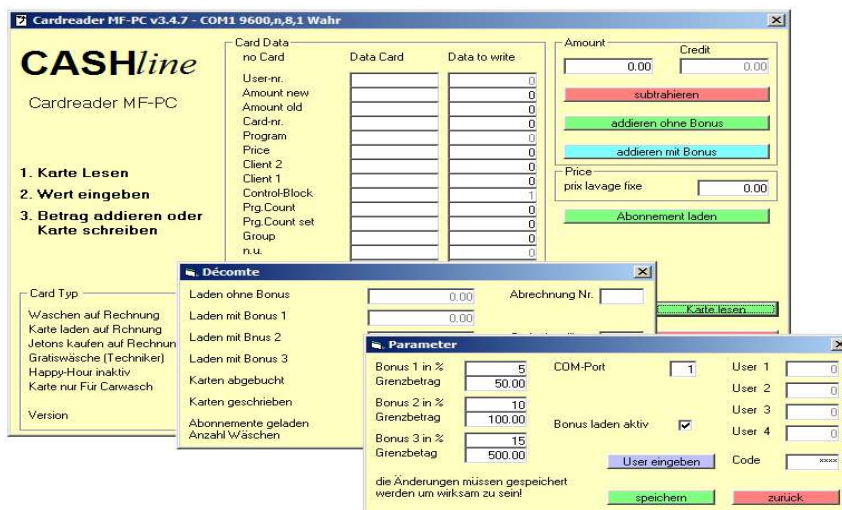 Cardreader MF-PC v3.4.7 - COM1 9600,n,8,1 Wahr
CASHline
Cardreader MF-PC
1. Karte Lesen
2. Wert eingeben
3. Betrag addieren oder
Karte schreiben
Card Data
no Card Data Card Data to write
User-nr. 0
Amount new 0
Amount old 0
Card-nr. 0
Program 0
Price 0
Client 2 0
Client 1 0
Control-Block 1
Prg.Count 0
Prg.Count set 0
Group 0
n.u. 0
Amount Credit
0.00 0.00
subtrahieren
addieren ohne Bonus
addieren mit Bonus
Price
prix lavage fixe 0.00
Abonnement laden
Karte lesen
Card Typ
Waschen auf Rechnung
Karte laden auf Rchnung
Jetons kaufen auf Rechnun
Gratiswäsche (Techniker)
Happy-Hour inaktiv
Karte nur Für Carwasch
Version
Décomte
Laden ohne Bonus 0.00 Abrechnung Nr.
Laden mit Bonus 1 0.00
Laden mit Bnus 2
Laden mit Bonus 3
Karten abgebucht
Karten geschrieben
Abonnemente geladen
Anzahl Wäschen
Parameter
Bonus 1 in % 5 COM-Port 1 User 1 0
Grenzbetrag 50.00 User 2 0
Bonus 2 in % 10 User 3 0
Grenzbetrag 100.00 Bonus laden aktiv User 4 0
Bonus 3 in % 15
Grenzbetag 500.00 User eingeben Code ****
die Änderungen müssen gespeichert
werden um wirksam zu sein! speichern zurück